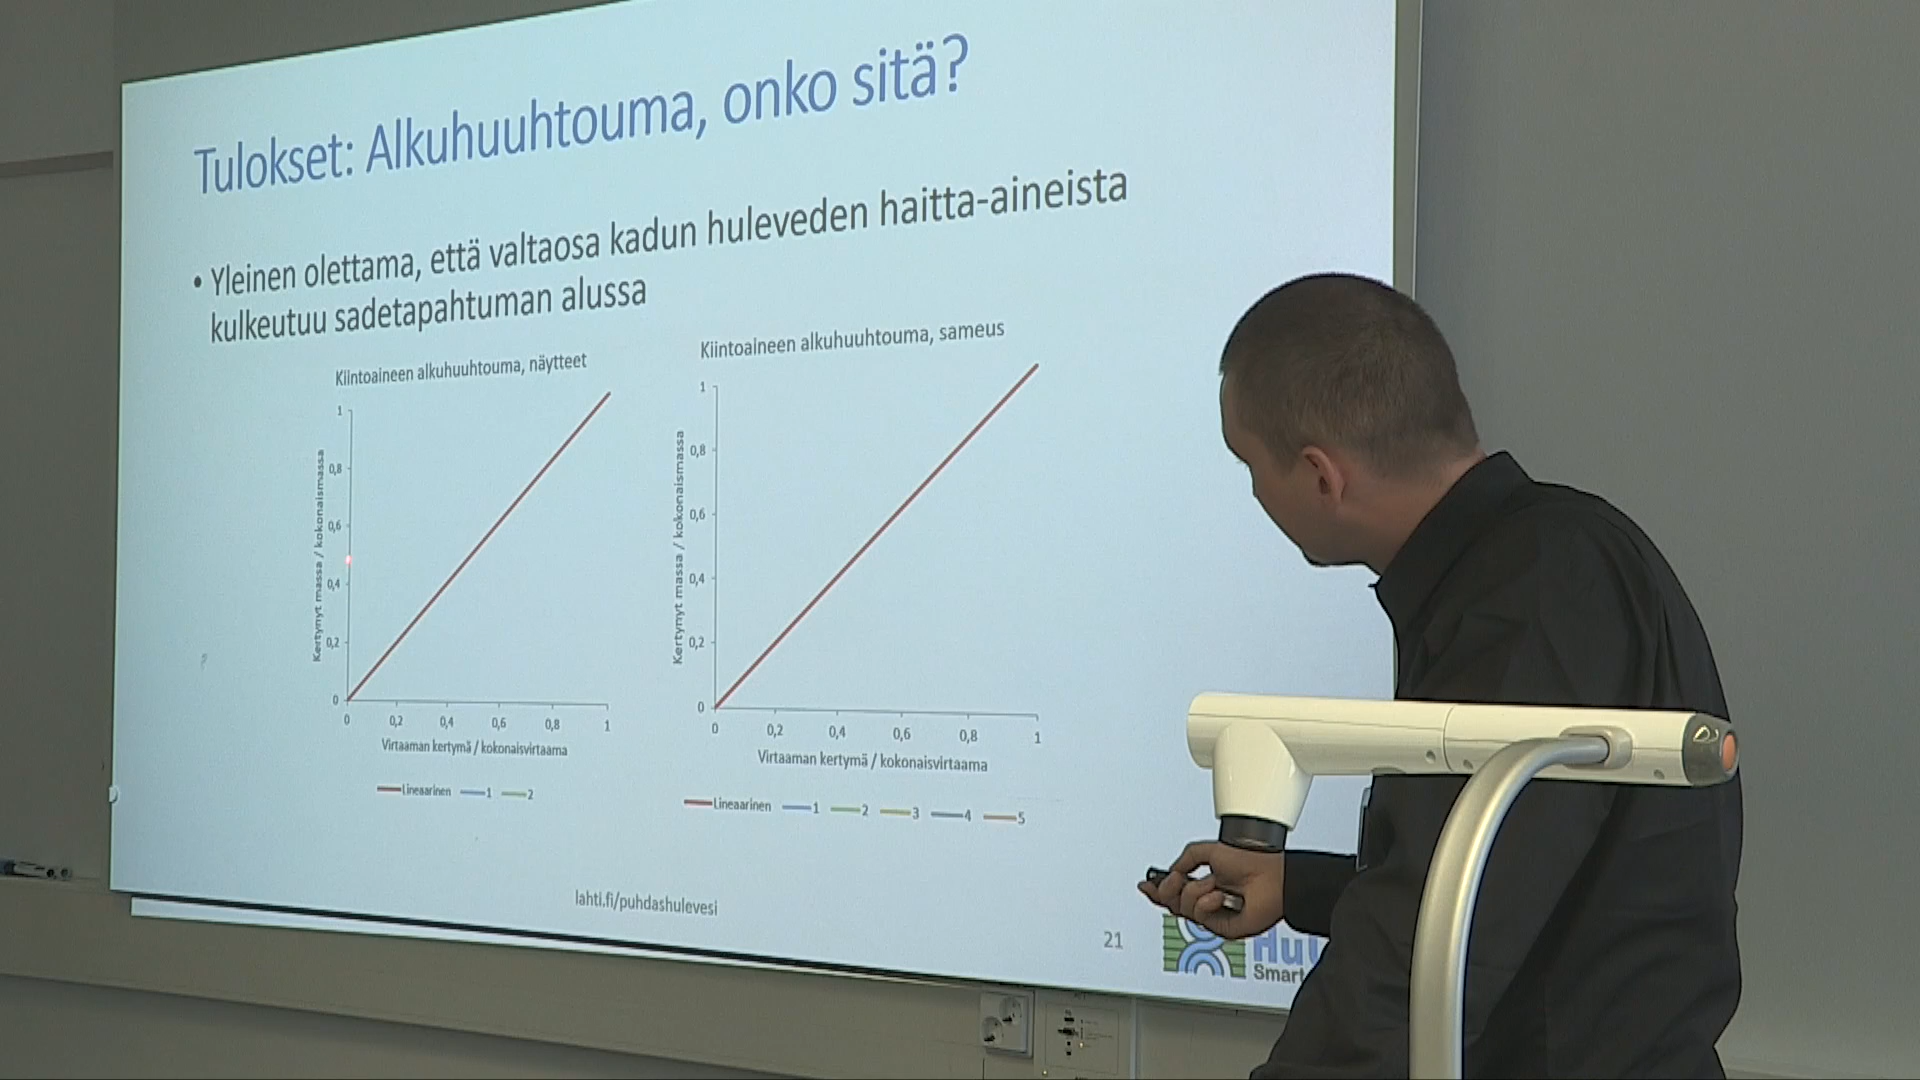 Tulokset: Alkuhuuhtouma, onko sitä?
• Yleinen olettama, että valtaosa kadun huleveden haitta-aineista
kulkeutuu sadetapahtuman alussa
Kiintoaineen alkuhuuhtouma, näytteet
Kertynyt massa / kokonaismassa
1
0,8
0,6
0,4
0,2
0
0 0,2 0,4 0,6 0,8 1
Virtaaman kertymä / kokonaisvirtaama
Lineaarinen 1 2
Kiintoaineen alkuhuuhtouma, sameus
Kertymyt massa / kokonaismassa
1
0,8
0,6
0,4
0,2
0
0 0,2 0,4 0,6 0,8 1
Virtaaman kertymä / kokonaisvirtaama
Lineaarinen 1 2 3 4 5
lahti.fi/puhdashulevesi
21
Hul
Smart